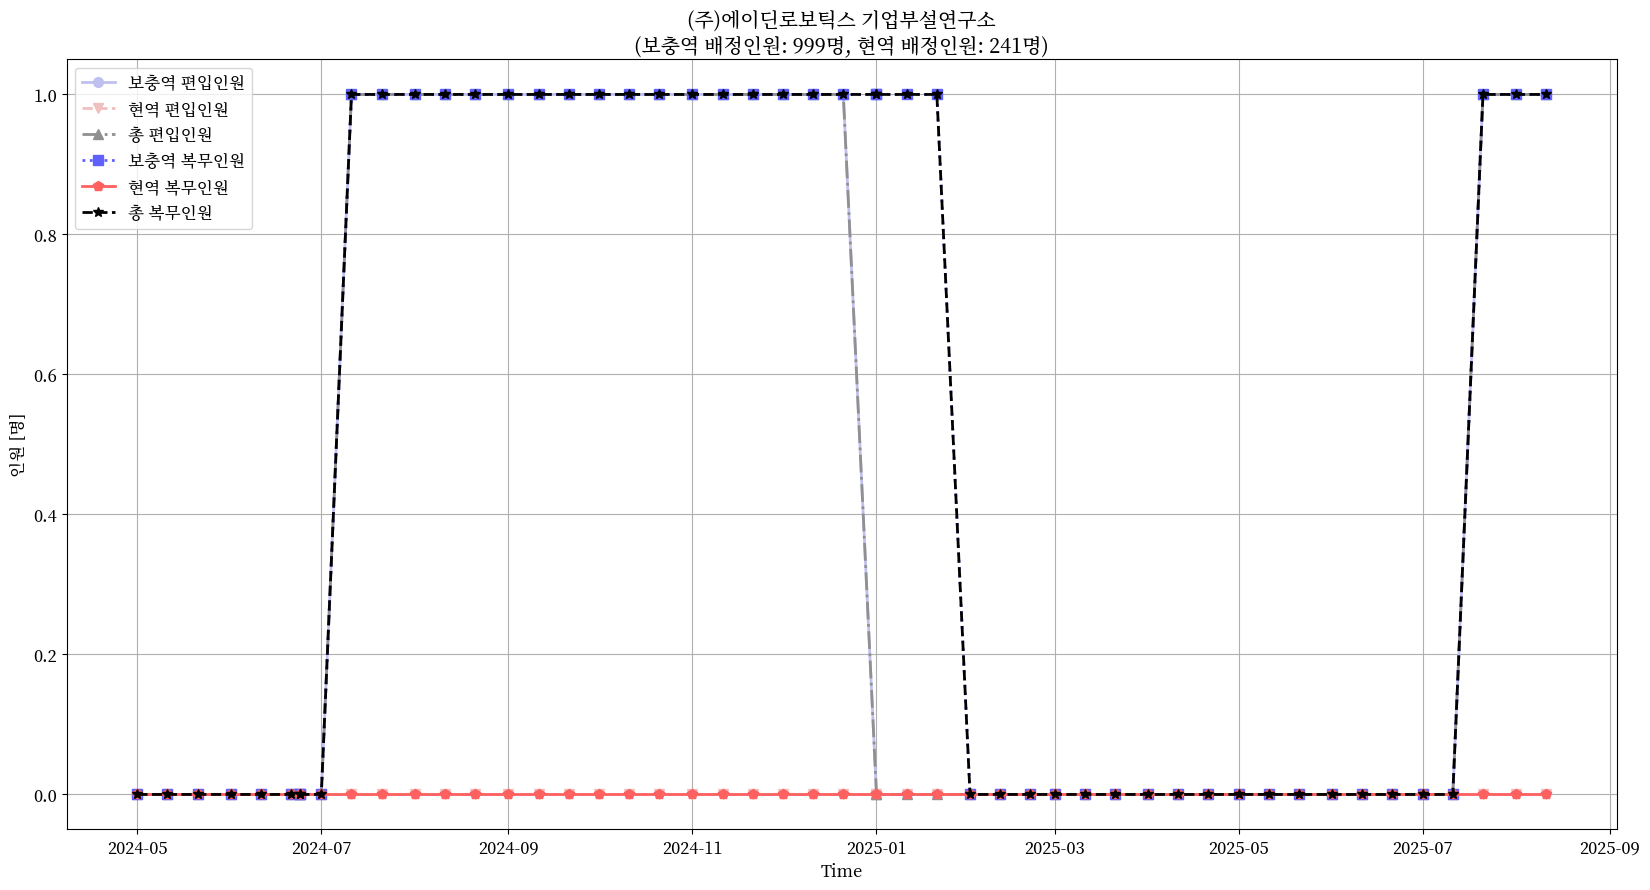 (주)에이딘로보틱스 기업부설연구소
(보충역 배정인원: 999명, 현역 배정인원: 241명)
보충역 편입인원
현역 편입인원
총 편입인원
보충역 복무인원
현역 복무인원
총 복무인원
1.0
0.8
0.6
0.4
0.2
0.0
인원 [명]
2024-05
2024-07
2024-09
2024-11
2025-01
2025-03
2025-05
2025-07
2025-09
Time